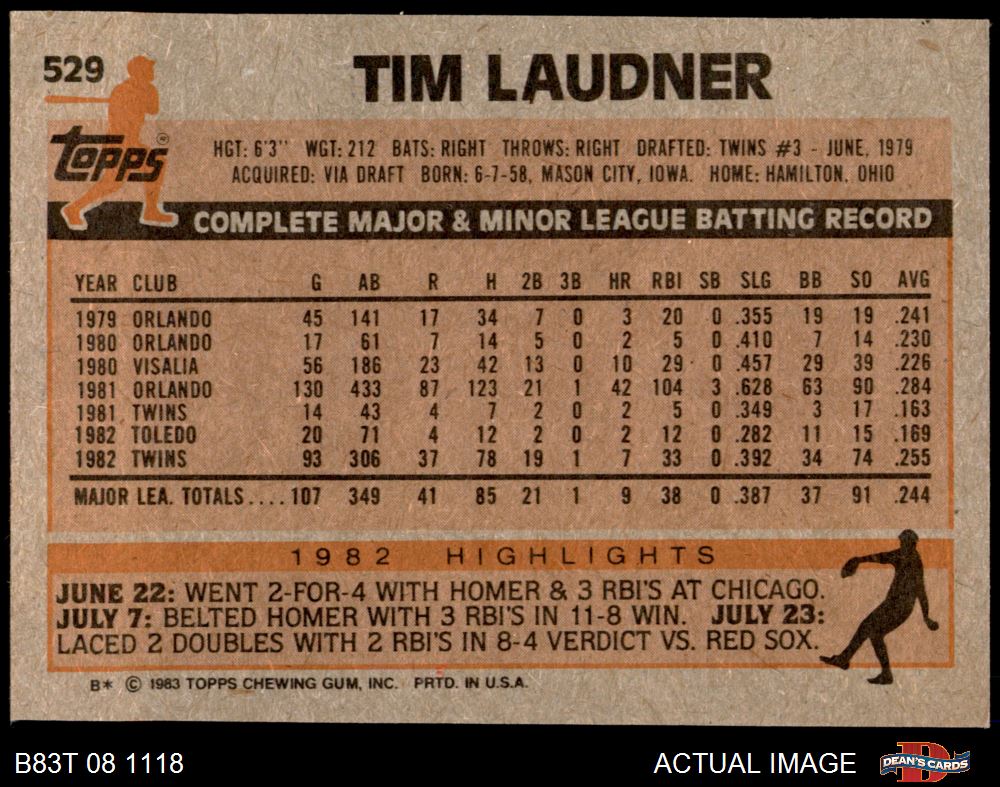 529
TIM LAUDNER
topps®
HGT: 6'3" WGT: 212 BATS: RIGHT THROWS: RIGHT DRAFTED: TWINS #3 - JUNE, 1979
ACQUIRED: VIA DRAFT BORN: 6-7-58, MASON CITY, IOWA. HOME: HAMILTON, OHIO
COMPLETE MAJOR & MINOR LEAGUE BATTING RECORD
YEAR CLUB G AB R H 2B 3B HR RBI SB SLG BB SO AVG
1979 ORLANDO 45 141 17 34 7 0 3 20 0 .355 19 19 .241
1980 ORLANDO 17 61 7 14 5 0 2 5 0 .410 7 14 .230
1980 VISALIA 56 186 23 42 13 0 10 29 0 .457 29 39 .226
1981 ORLANDO 130 433 87 123 21 1 42 104 3 .628 63 90 .284
1981 TWINS 14 43 4 7 2 0 2 5 0 .349 3 17 .163
1982 TOLEDO 20 71 4 12 2 0 2 12 0 .282 11 15 .169
1982 TWINS 93 306 37 78 19 1 7 33 0 .392 34 74 .255
MAJOR LEA. TOTALS....107 349 41 85 21 1 9 38 0 .387 37 91 .244
1982 HIGHLIGHTS
JUNE 22: WENT 2-FOR-4 WITH HOMER & 3 RBI'S AT CHICAGO.
JULY 7: BELTED HOMER WITH 3 RBI'S IN 11-8 WIN. JULY 23:
LACED 2 DOUBLES WITH 2 RBI'S IN 8-4 VERDICT VS. RED SOX.
B* © 1983 TOPPS CHEWING GUM, INC. PRTD. IN U.S.A.
B83T 08 1118
ACTUAL IMAGE
D
DEAN'S CARDS